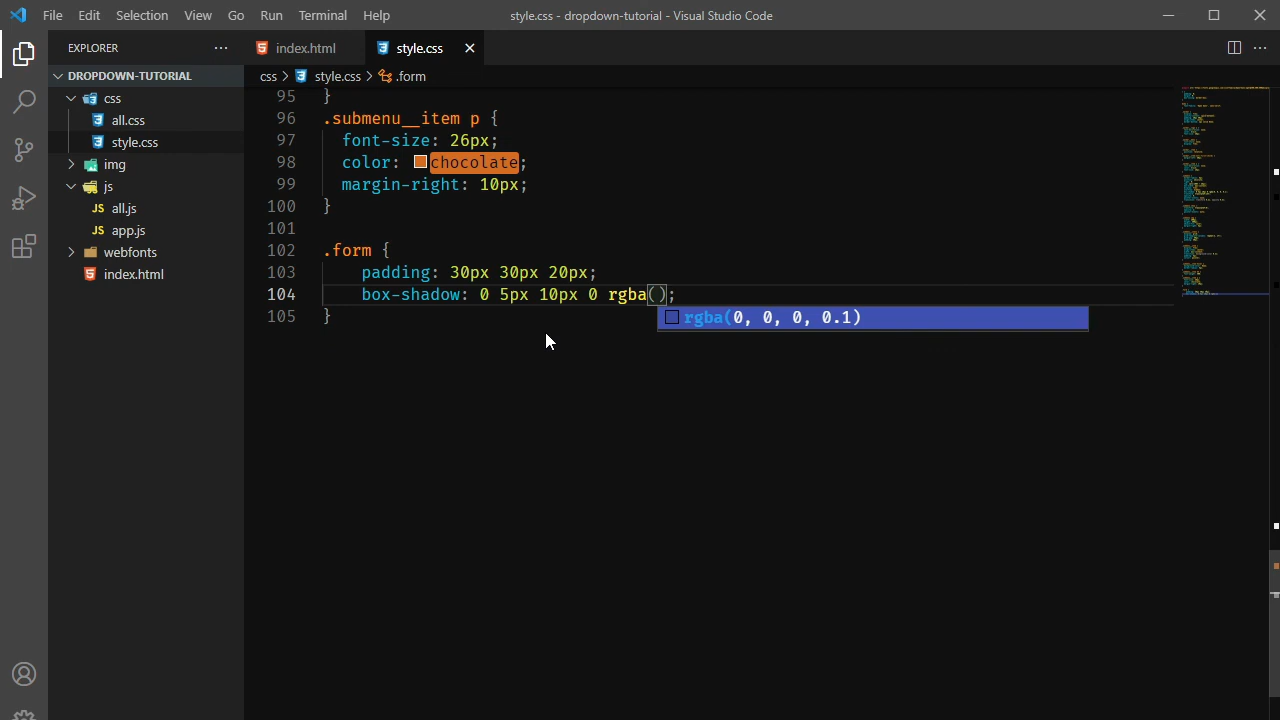 File Edit Selection View Go Run Terminal Help
style.css - dropdown-tutorial - Visual Studio Code
EXPLORER
DROPDOWN-TUTORIAL
css
all.css
style.css
img
js
JS all.js
JS app.js
webfonts
index.html
index.html style.css
css > style.css > .form
95 }
96 .submenu__item p {
97 font-size: 26px;
98 color: chocolate;
99 margin-right: 10px;
100 }
101
102 .form {
103 padding: 30px 30px 20px;
104 box-shadow: 0 5px 10px 0 rgba();
rgba(0, 0, 0, 0.1)
105 }